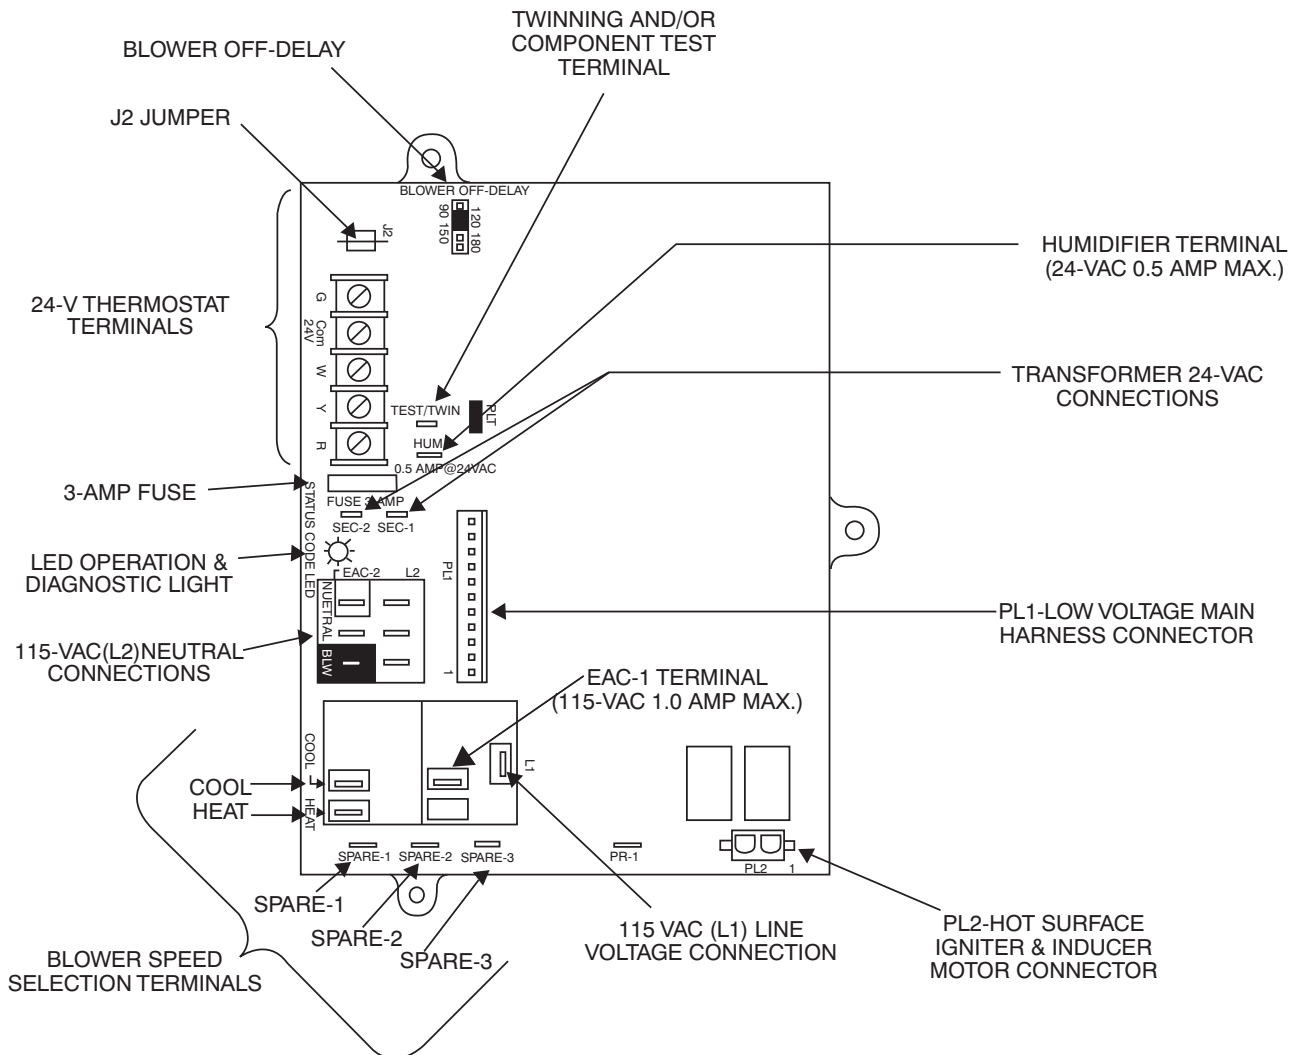 TWINNING AND/OR
COMPONENT TEST
TERMINAL
BLOWER OFF-DELAY
J2 JUMPER
BLOWER OFF-DELAY
90 150
120 180
J2
HUMIDIFIER TERMINAL
(24-VAC 0.5 AMP MAX.)
24-V THERMOSTAT
TERMINALS
G
Com
24V
W
Y
R
TRANSFORMER 24-VAC
CONNECTIONS
TEST/TWIN
PLT
HUM
0.5 AMP@24VAC
3-AMP FUSE
FUSE 3-AMP
STATUS CODE LED
SEC-2
SEC-1
LED OPERATION &
DIAGNOSTIC LIGHT
EAC-2
L2
NUETRAL
BLW
PL1
1
PL1-LOW VOLTAGE MAIN
HARNESS CONNECTOR
115-VAC(L2)NEUTRAL
CONNECTIONS
EAC-1 TERMINAL
(115-VAC 1.0 AMP MAX.)
L1
COOL
HEAT
COOL
HEAT
SPARE-1
SPARE-2
SPARE-3
PR-1
PL2
1
SPARE-1
SPARE-2
SPARE-3
115 VAC (L1) LINE
VOLTAGE CONNECTION
PL2-HOT SURFACE
IGNITER & INDUCER
MOTOR CONNECTOR
BLOWER SPEED
SELECTION TERMINALS